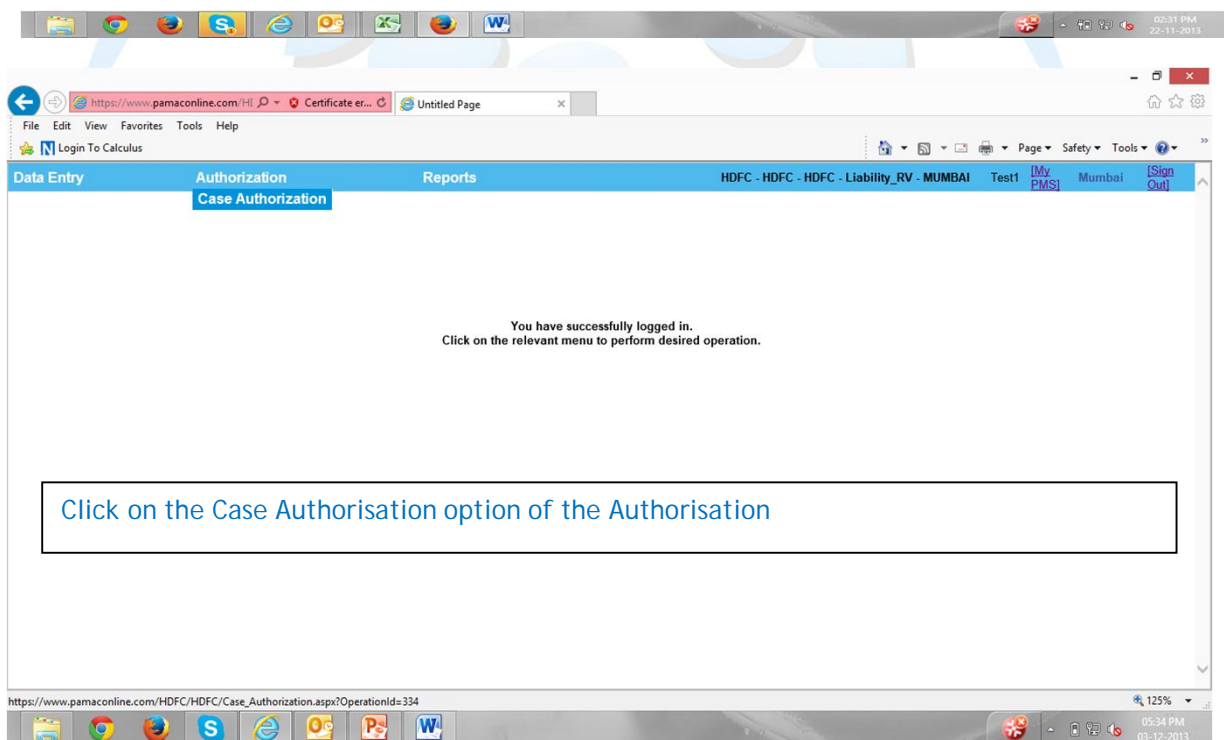 02:31 PM
22-11-2013
https://www.pamaconline.com/HI Certificate er... Untitled Page
File Edit View Favorites Tools Help
Login To Calculus Page Safety Tools
Data Entry Authorization Reports HDFC - HDFC - HDFC - Liability_RV - MUMBAI Test1 [My PMS] Mumbai [Sign Out]
Case Authorization
You have successfully logged in.
Click on the relevant menu to perform desired operation.
Click on the Case Authorisation option of the Authorisation
https://www.pamaconline.com/HDFC/HDFC/Case_Authorization.aspx?OperationId=334 125%
05:34 PM
03-12-2013